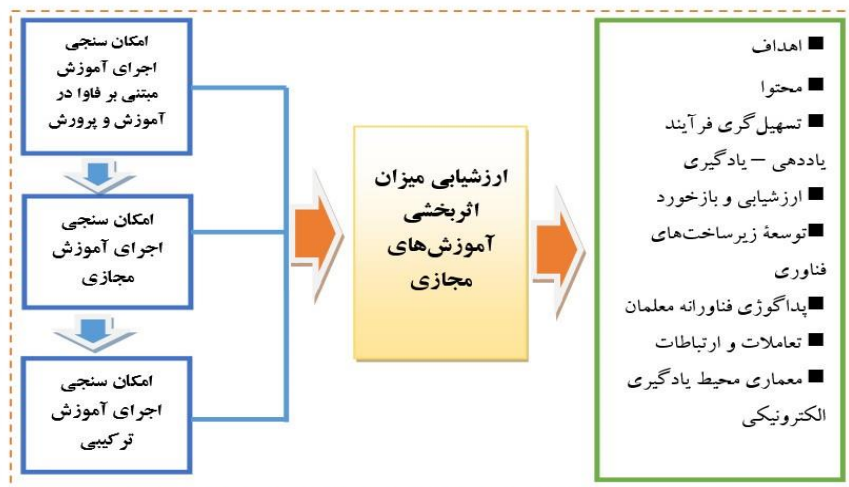 امکان سنجی
اجرای آموزش
مبتنی بر فاوا در
آموزش و پرورش
امکان سنجی
اجرای آموزش
مجازی
امکان سنجی
اجرای آموزش
ترکیبی
ارزشیابی میزان
اثربخشی
آموزش‌های
مجازی
■ اهداف
■ محتوا
■ تسهیل‌گری فرآیند
یاددهی – یادگیری
■ ارزشیابی و بازخورد
■توسعۀ زیرساخت‌های
فناوری
■پداگوژی فناورانه معلمان
■ تعاملات و ارتباطات
■ معماری محیط یادگیری
الکترونیکی